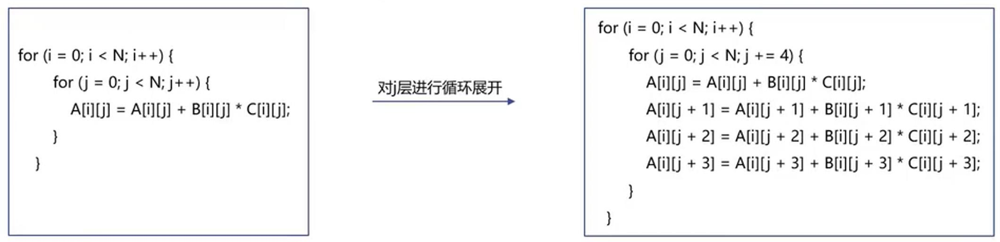 for (i = 0; i < N; i++) {
for (j = 0; j < N; j++) {
A[i][j] = A[i][j] + B[i][j] * C[i][j];
}
}
对j层进行循环展开
for (i = 0; i < N; i++) {
for (j = 0; j < N; j += 4) {
A[i][j] = A[i][j] + B[i][j] * C[i][j];
A[i][j + 1] = A[i][j + 1] + B[i][j + 1] * C[i][j + 1];
A[i][j + 2] = A[i][j + 2] + B[i][j + 2] * C[i][j + 2];
A[i][j + 3] = A[i][j + 3] + B[i][j + 3] * C[i][j + 3];
}
}